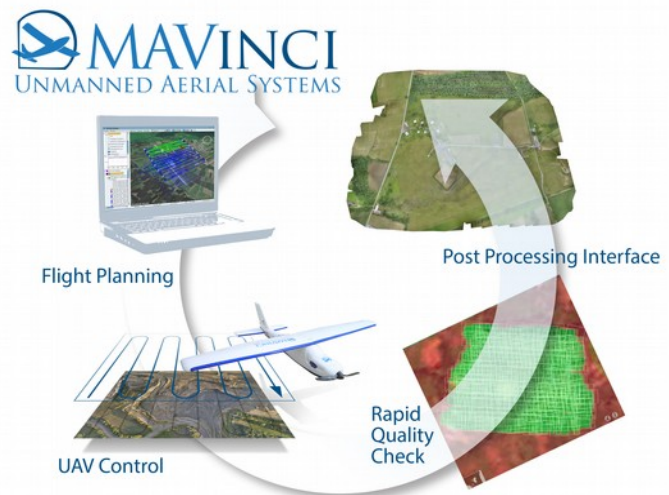 MAVinci
Unmanned Aerial Systems
Flight Planning
Post Processing Interface
UAV Control
Rapid
Quality
Check